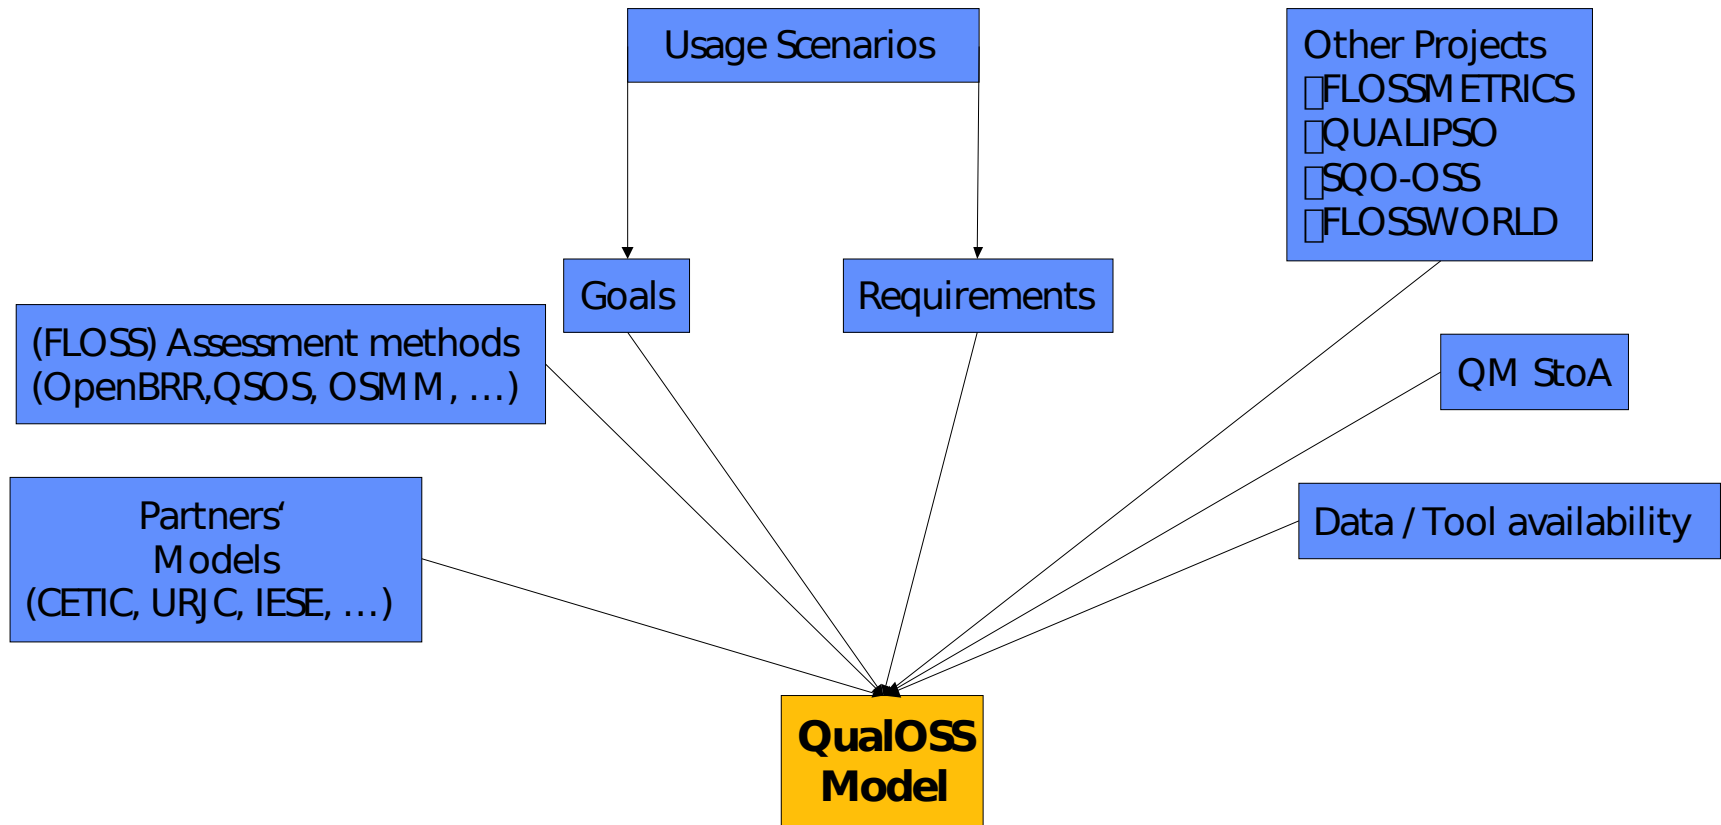 Usage Scenarios
Other Projects
FLOSSMETRICS
QUALIPSO
SQO-OSS
FLOSSWORLD
Goals
Requirements
(FLOSS) Assessment methods
(OpenBRR,QSOS, OSMM, …)
QM StoA
Partners‘
Models
(CETIC, URJC, IESE, …)
Data / Tool availability
QualOSS
Model